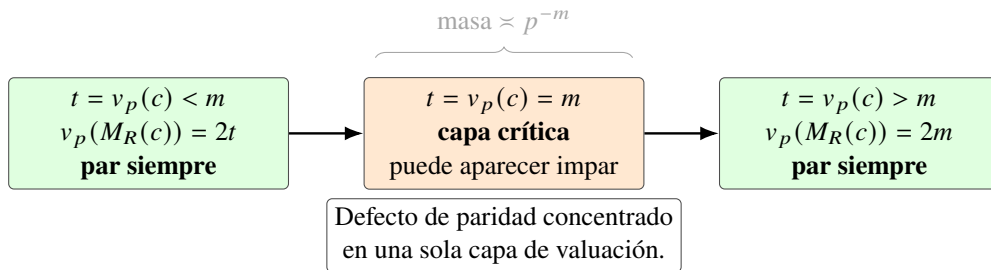 masa ≍ p^{-m}
t = v_p(c) < m
v_p(M_R(c)) = 2t
par siempre
t = v_p(c) = m
capa crítica
puede aparecer impar
t = v_p(c) > m
v_p(M_R(c)) = 2m
par siempre
Defecto de paridad concentrado
en una sola capa de valuación.